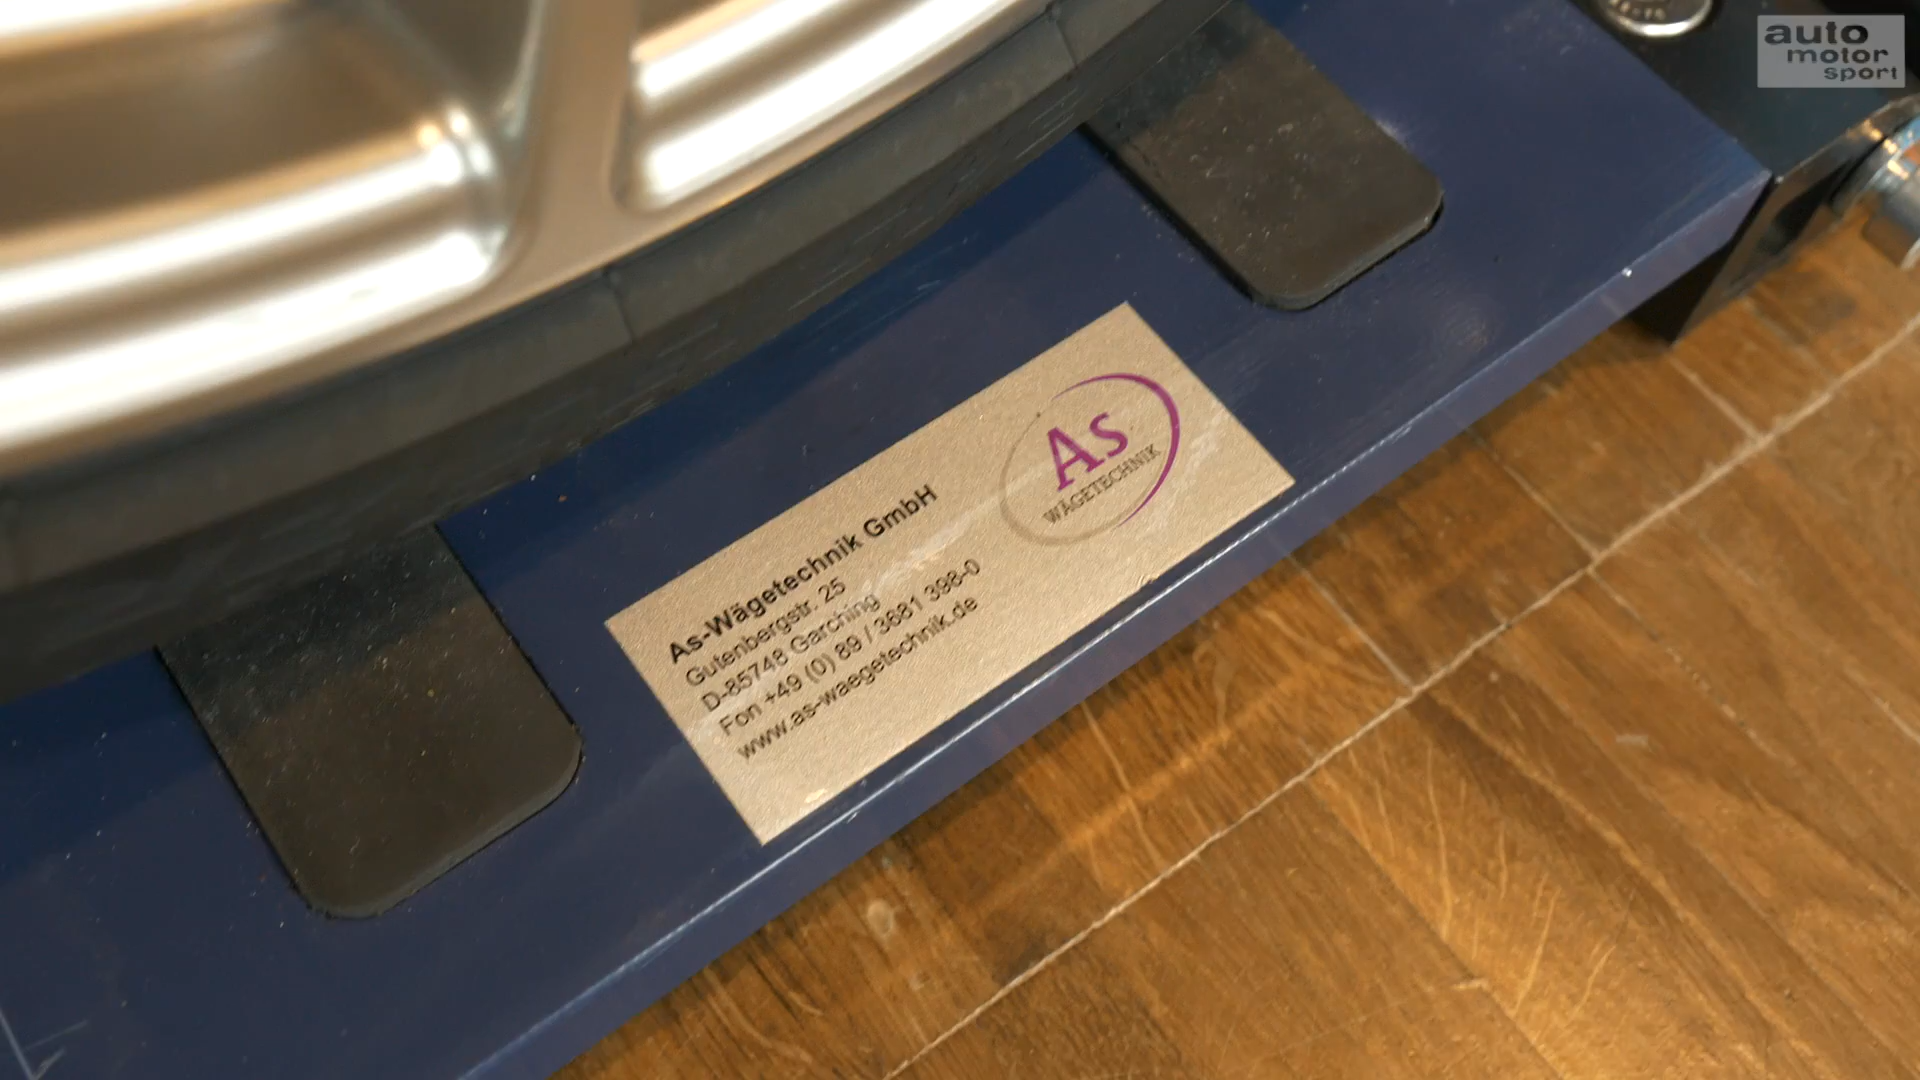 auto
motor
sport
As
WÄGETECHNIK
As-Wägetechnik GmbH
Gutenbergstr. 25
D-85748 Garching
Fon +49 (0) 89 / 3681 398-0
www.as-waegetechnik.de